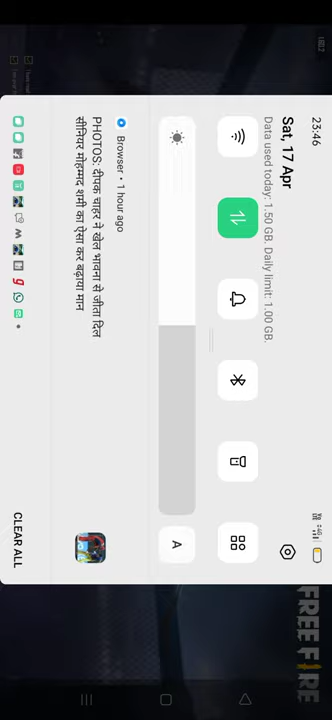 23:46
Sat, 17 Apr
Data used today: 1.50 GB. Daily limit: 1.00 GB.
A
Browser • 1 hour ago
PHOTOS: दीपक चाहर ने खेल भावना से जीता दिल
सीनियर मोहम्मद शमी का ऐसा कर बढ़ाया मान
CLEAR ALL
FREE FIRE